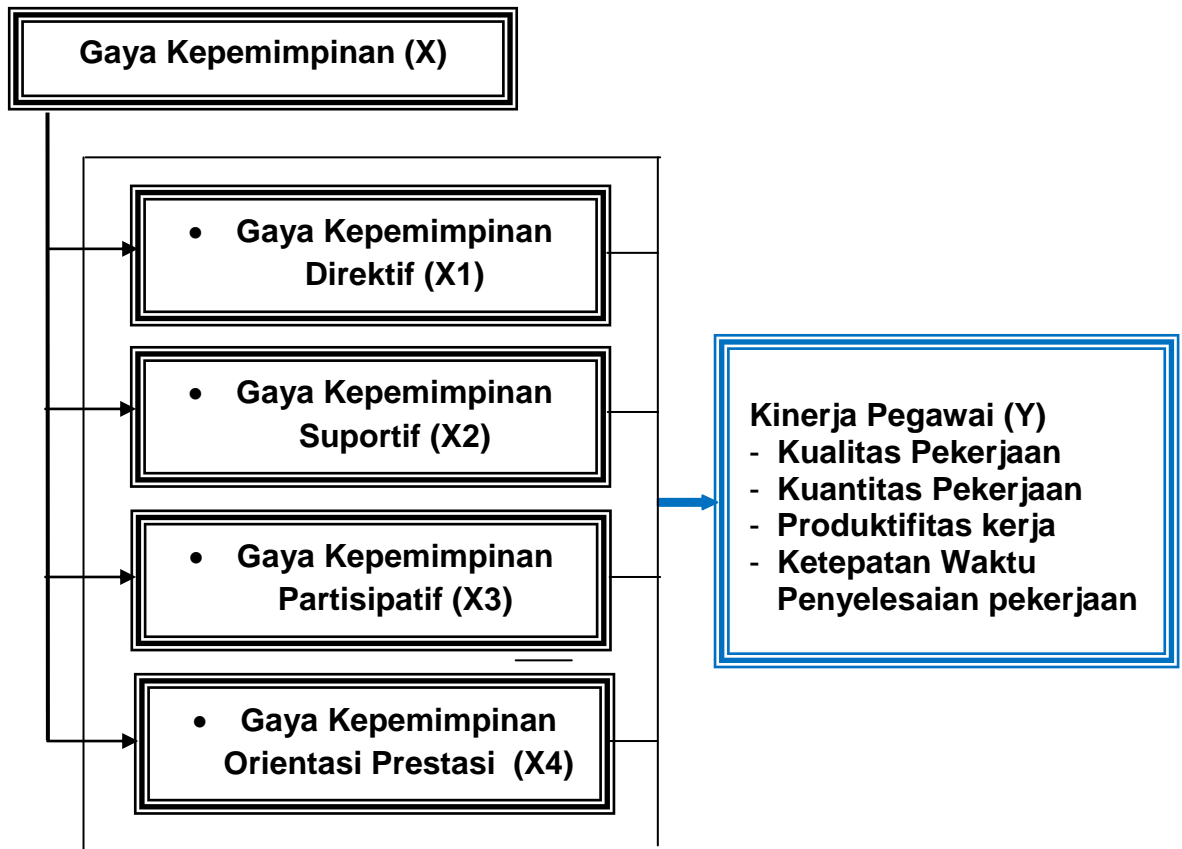 Gaya Kepemimpinan (X)
• Gaya Kepemimpinan
Direktif (X1)
• Gaya Kepemimpinan
Suportif (X2)
• Gaya Kepemimpinan
Partisipatif (X3)
• Gaya Kepemimpinan
Orientasi Prestasi (X4)
Kinerja Pegawai (Y)
- Kualitas Pekerjaan
- Kuantitas Pekerjaan
- Produktifitas kerja
- Ketepatan Waktu
Penyelesaian pekerjaan